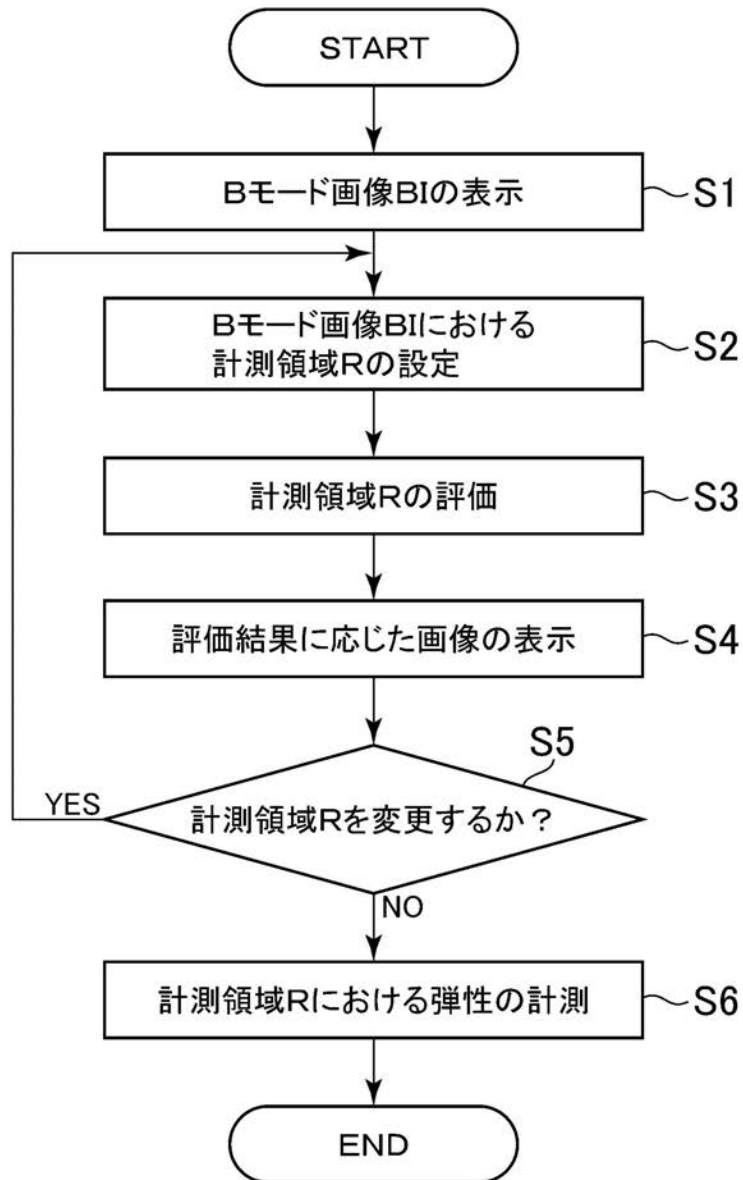 START
Bモード画像BIの表示
S1
Bモード画像BIにおける
計測領域Rの設定
S2
計測領域Rの評価
S3
評価結果に応じた画像の表示
S4
S5
計測領域Rを変更するか?
YES
NO
計測領域Rにおける弾性の計測
S6
END